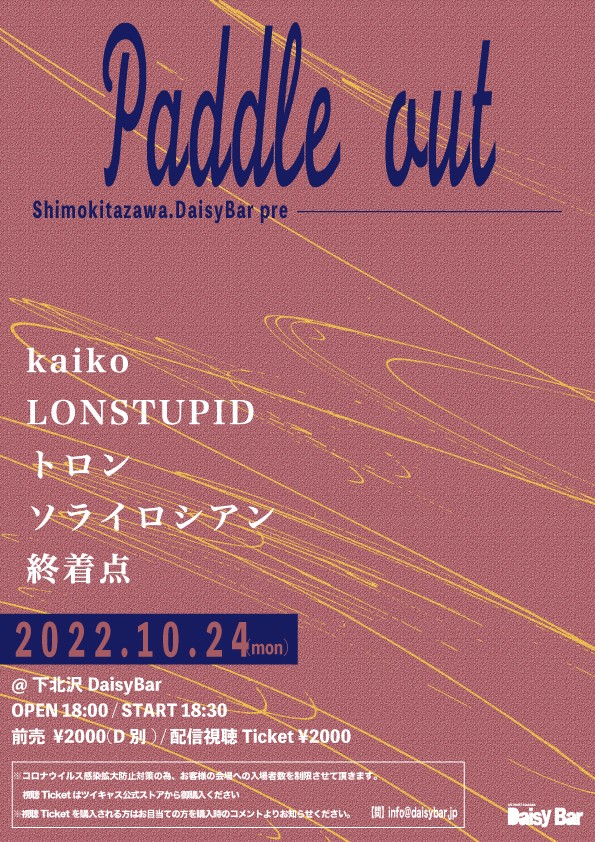 Paddle out
Shimokitazawa.DaisyBar pre
kaiko
LONSTUPID
トロン
ソライロシアン
終着点
2022.10.24(mon)
@ 下北沢 DaisyBar
OPEN 18:00 / START 18:30
前売 ¥2000(D 別 ) / 配信視聴 Ticket ¥2000
※コロナウイルス感染拡大防止対策の為、お客様の会場への入場者数を制限させて頂きます。
視聴 Ticket はツイキャス公式ストアから御購入ください
※視聴 Ticket を購入される方はお目当ての方を購入時のコメントよりお知らせください。 【問】info@daisybar.jp
Daisy Bar